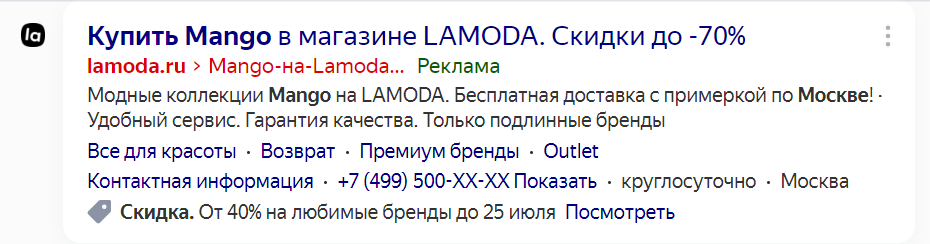 la
Купить Mango в магазине LAMODA. Скидки до -70%
lamoda.ru › Mango-на-Lamoda... Реклама
Модные коллекции Mango на LAMODA. Бесплатная доставка с примеркой по Москве! ·
Удобный сервис. Гарантия качества. Только подлинные бренды
Все для красоты · Возврат · Премиум бренды · Outlet
Контактная информация · +7 (499) 500-XX-XX Показать · круглосуточно · Москва
Скидка. От 40% на любимые бренды до 25 июля Посмотреть